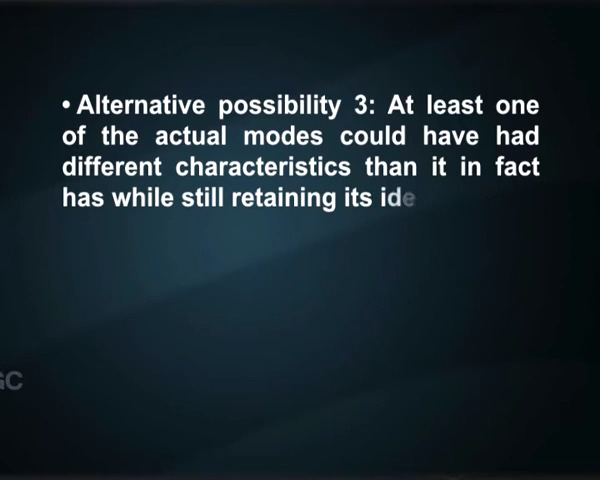 • Alternative possibility 3: At least one
of the actual modes could have had
different characteristics than it in fact
has while still retaining its ide
GC